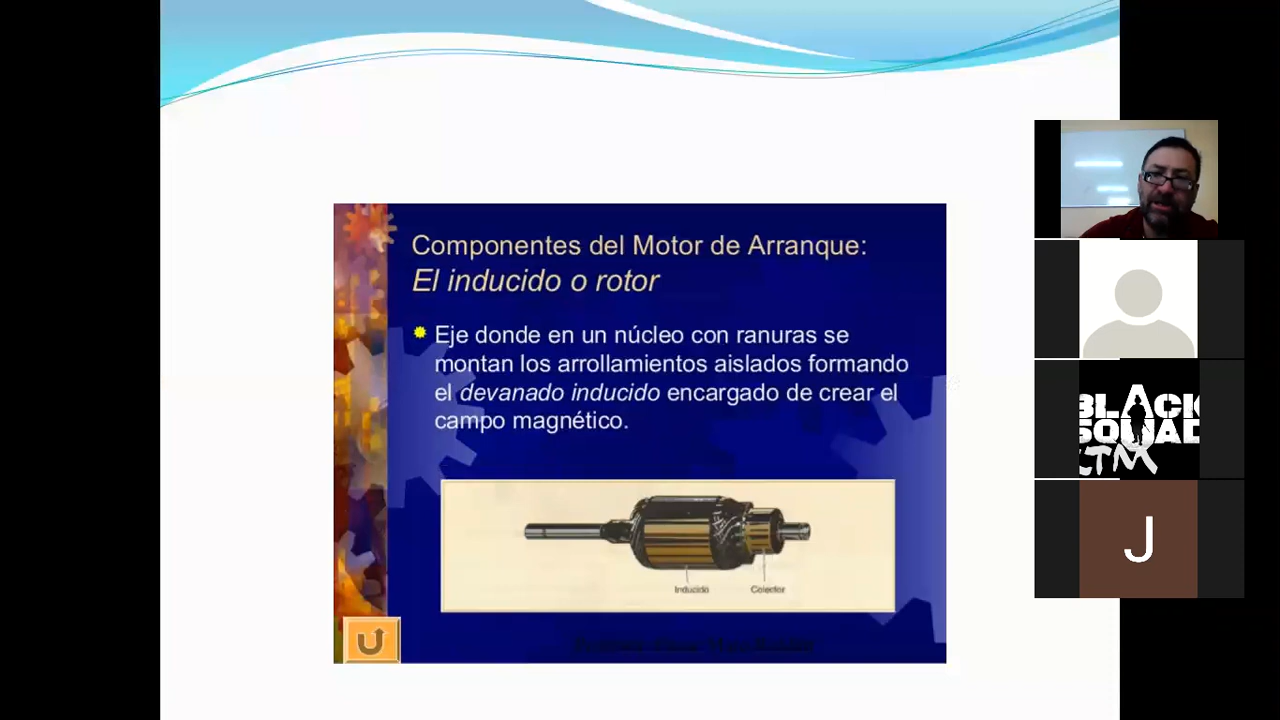 Componentes del Motor de Arranque:
El inducido o rotor
Eje donde en un núcleo con ranuras se
montan los arrollamientos aislados formando
el devanado inducido encargado de crear el
campo magnético.
Inducido
Colector
BLACK
SQUAD
LTM
J